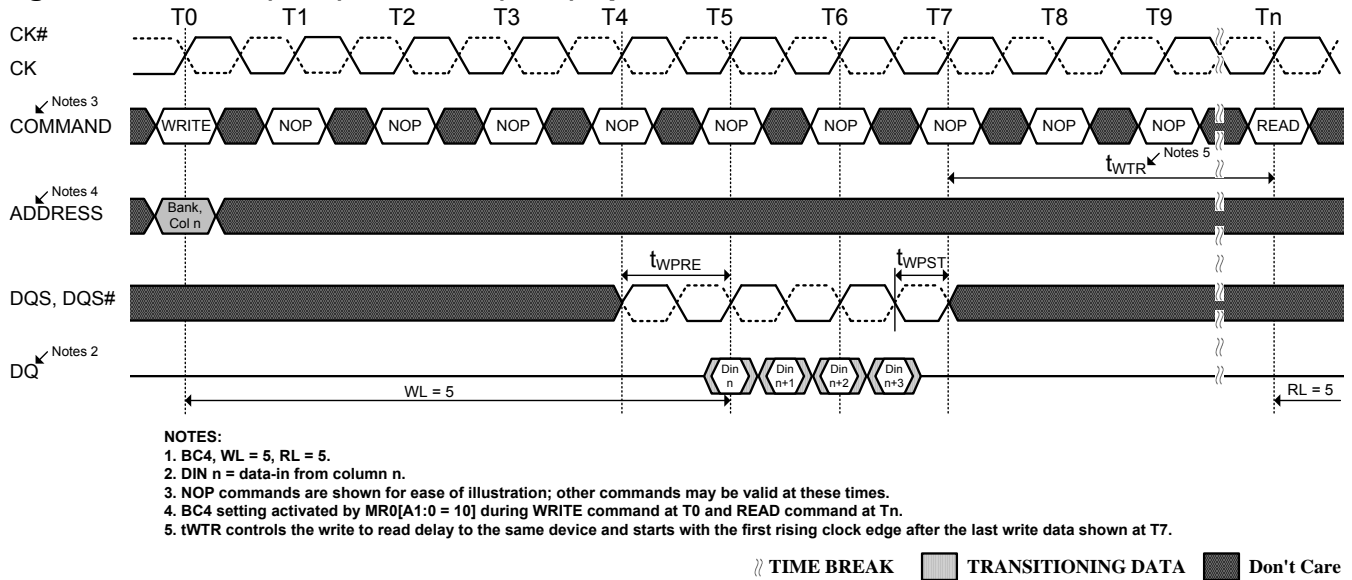 T0 T1 T2 T3 T4 T5 T6 T7 T8 T9 Tn
CK#
CK
Notes 3
COMMAND WRITE NOP NOP NOP NOP NOP NOP NOP NOP NOP READ
tWTR Notes 5
Notes 4
ADDRESS
Bank,
Col n
tWPRE tWPST
DQS, DQS#
Notes 2
DQ
Din
n
Din
n+1
Din
n+2
Din
n+3
WL = 5 RL = 5
NOTES:
1. BC4, WL = 5, RL = 5.
2. DIN n = data-in from column n.
3. NOP commands are shown for ease of illustration; other commands may be valid at these times.
4. BC4 setting activated by MR0[A1:0 = 10] during WRITE command at T0 and READ command at Tn.
5. tWTR controls the write to read delay to the same device and starts with the first rising clock edge after the last write data shown at T7.
TIME BREAK TRANSITIONING DATA Don't Care